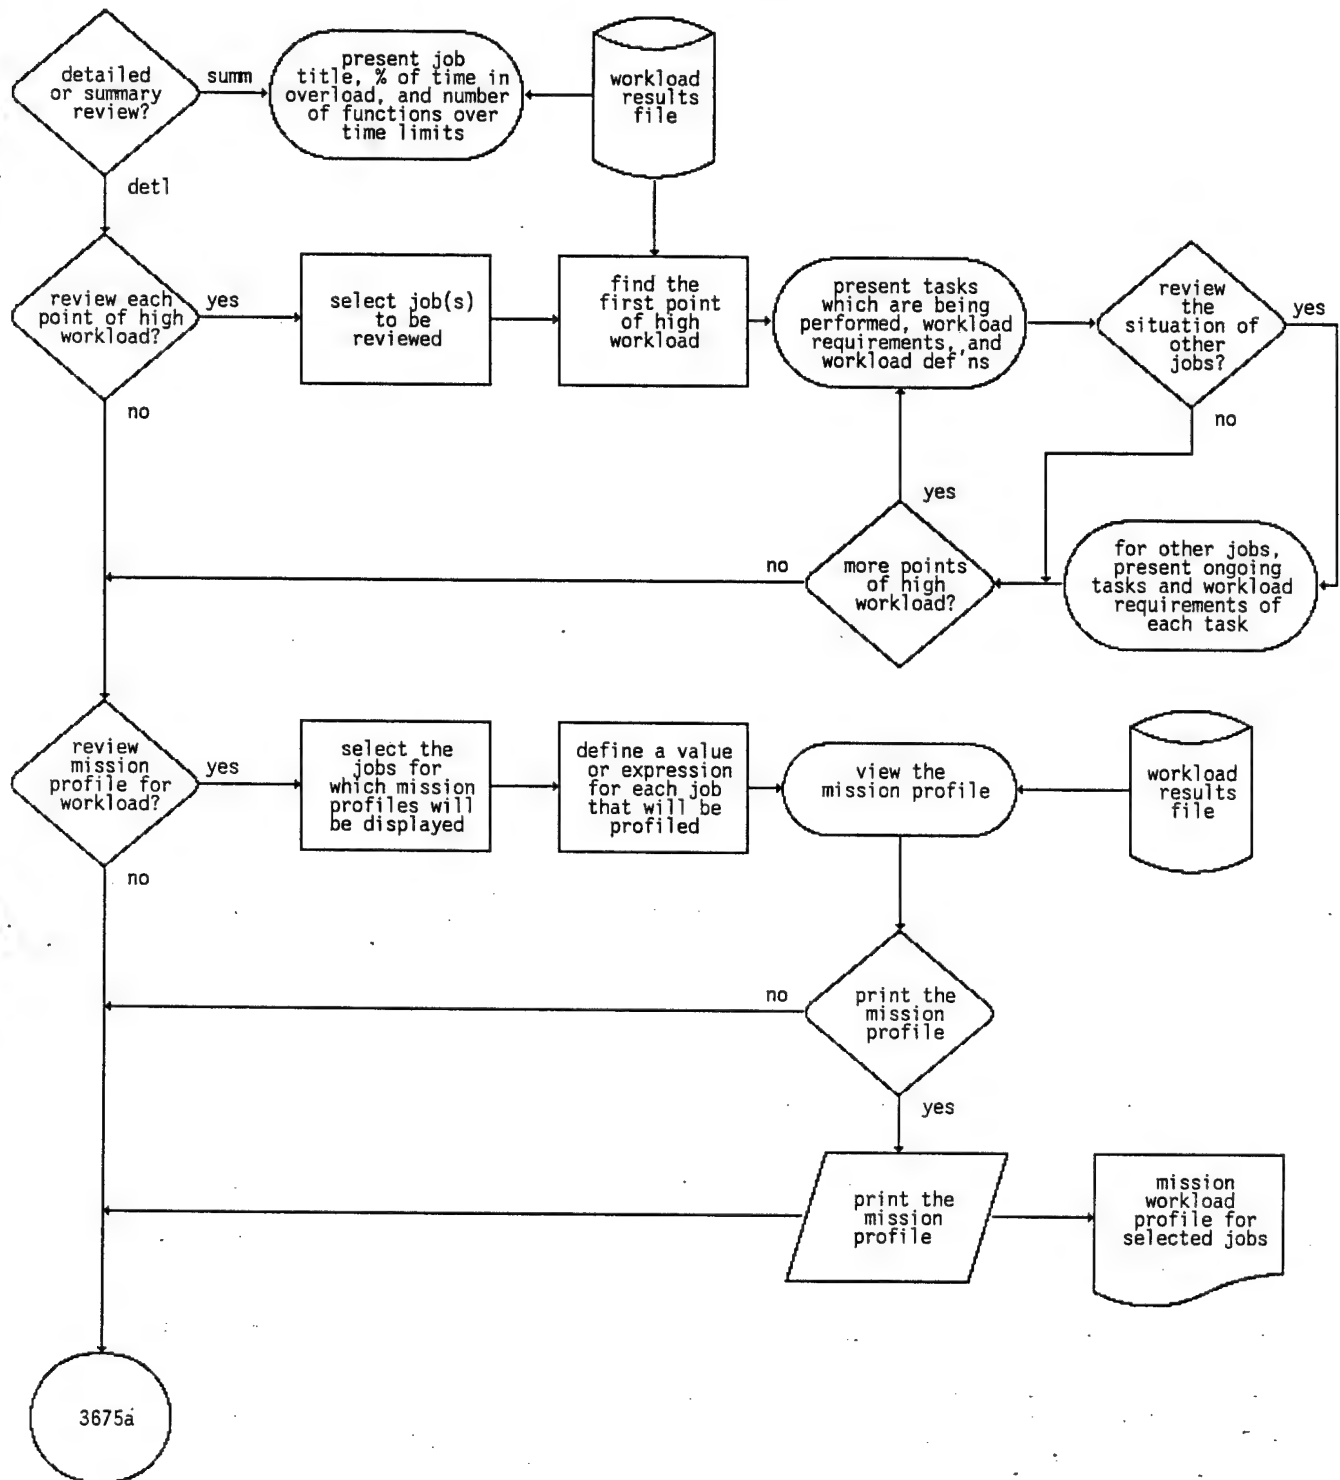 detailed
or summary
review?
summ
present job
title, % of time in
overload, and number
of functions over
time limits
workload
results
file
detl
review each
point of high
workload?
yes
select job(s)
to be
reviewed
find the
first point
of high
workload
present tasks
which are being
performed, workload
requirements, and
workload def'ns
review
the
situation of
other
jobs?
yes
no
no
yes
for other jobs,
present ongoing
tasks and workload
requirements of
each task
more points
of high
workload?
no
review
mission
profile for
workload?
yes
select the
jobs for
which mission
profiles will
be displayed
define a value
or expression
for each job
that will be
profiled
view the
mission profile
workload
results
file
no
print the
mission
profile
no
yes
print the
mission
profile
mission
workload
profile for
selected jobs
3675a